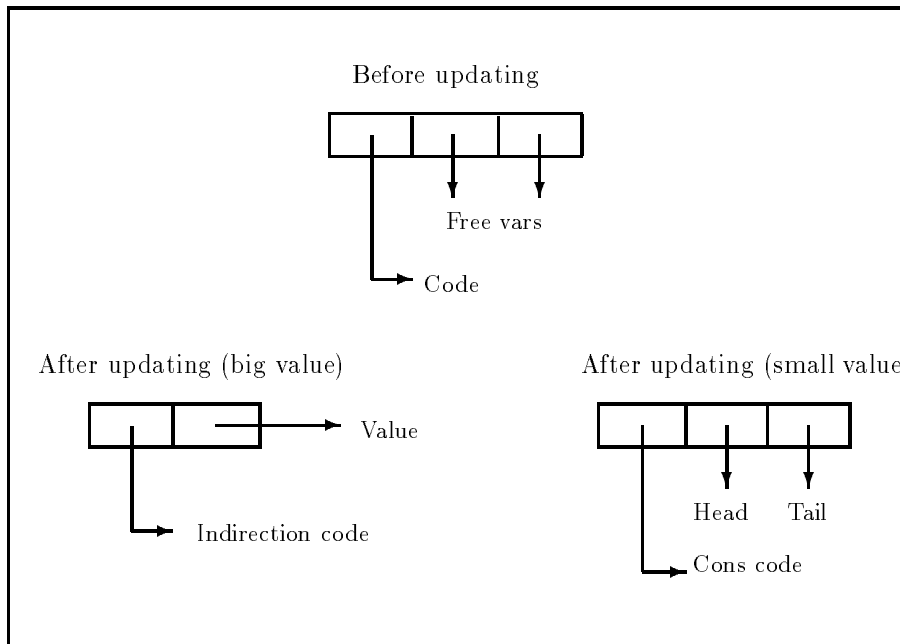 Before updating
Free vars
Code
After updating (big value)
After updating (small value
Value
Head Tail
Indirection code
Cons code